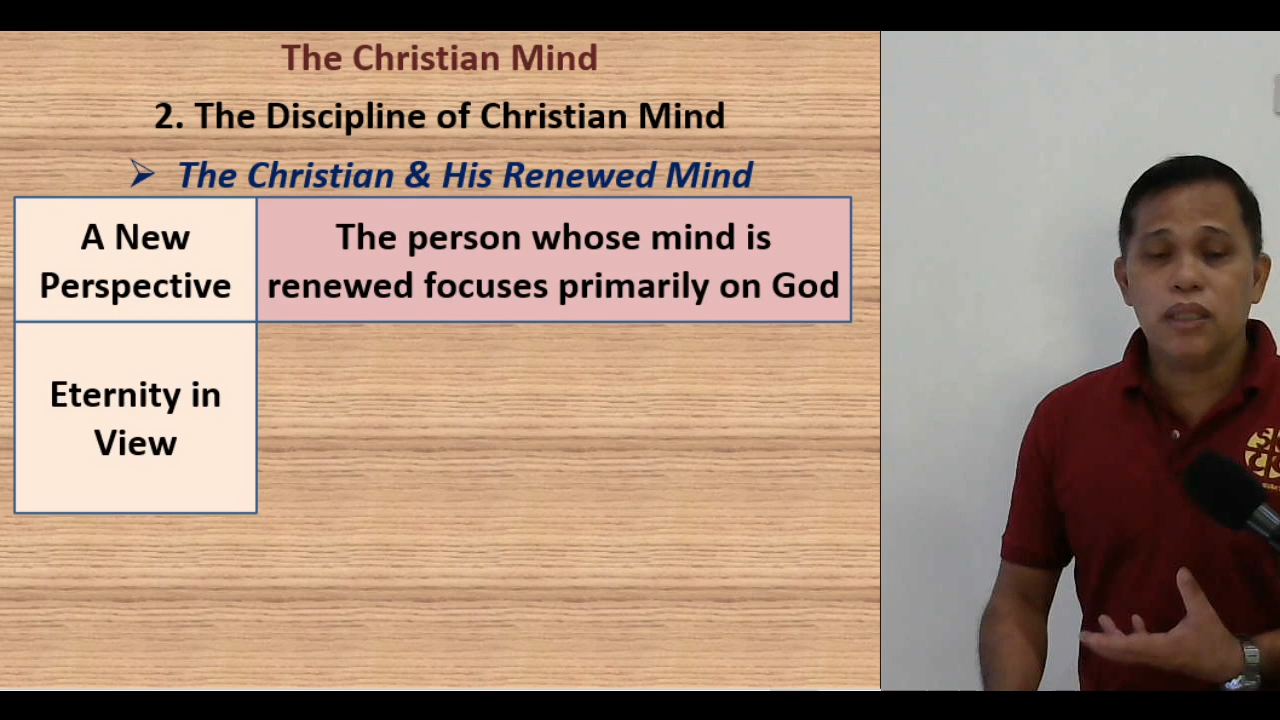 The Christian Mind
2. The Discipline of Christian Mind
➢ The Christian & His Renewed Mind
A New
Perspective
The person whose mind is
renewed focuses primarily on God
Eternity in
View